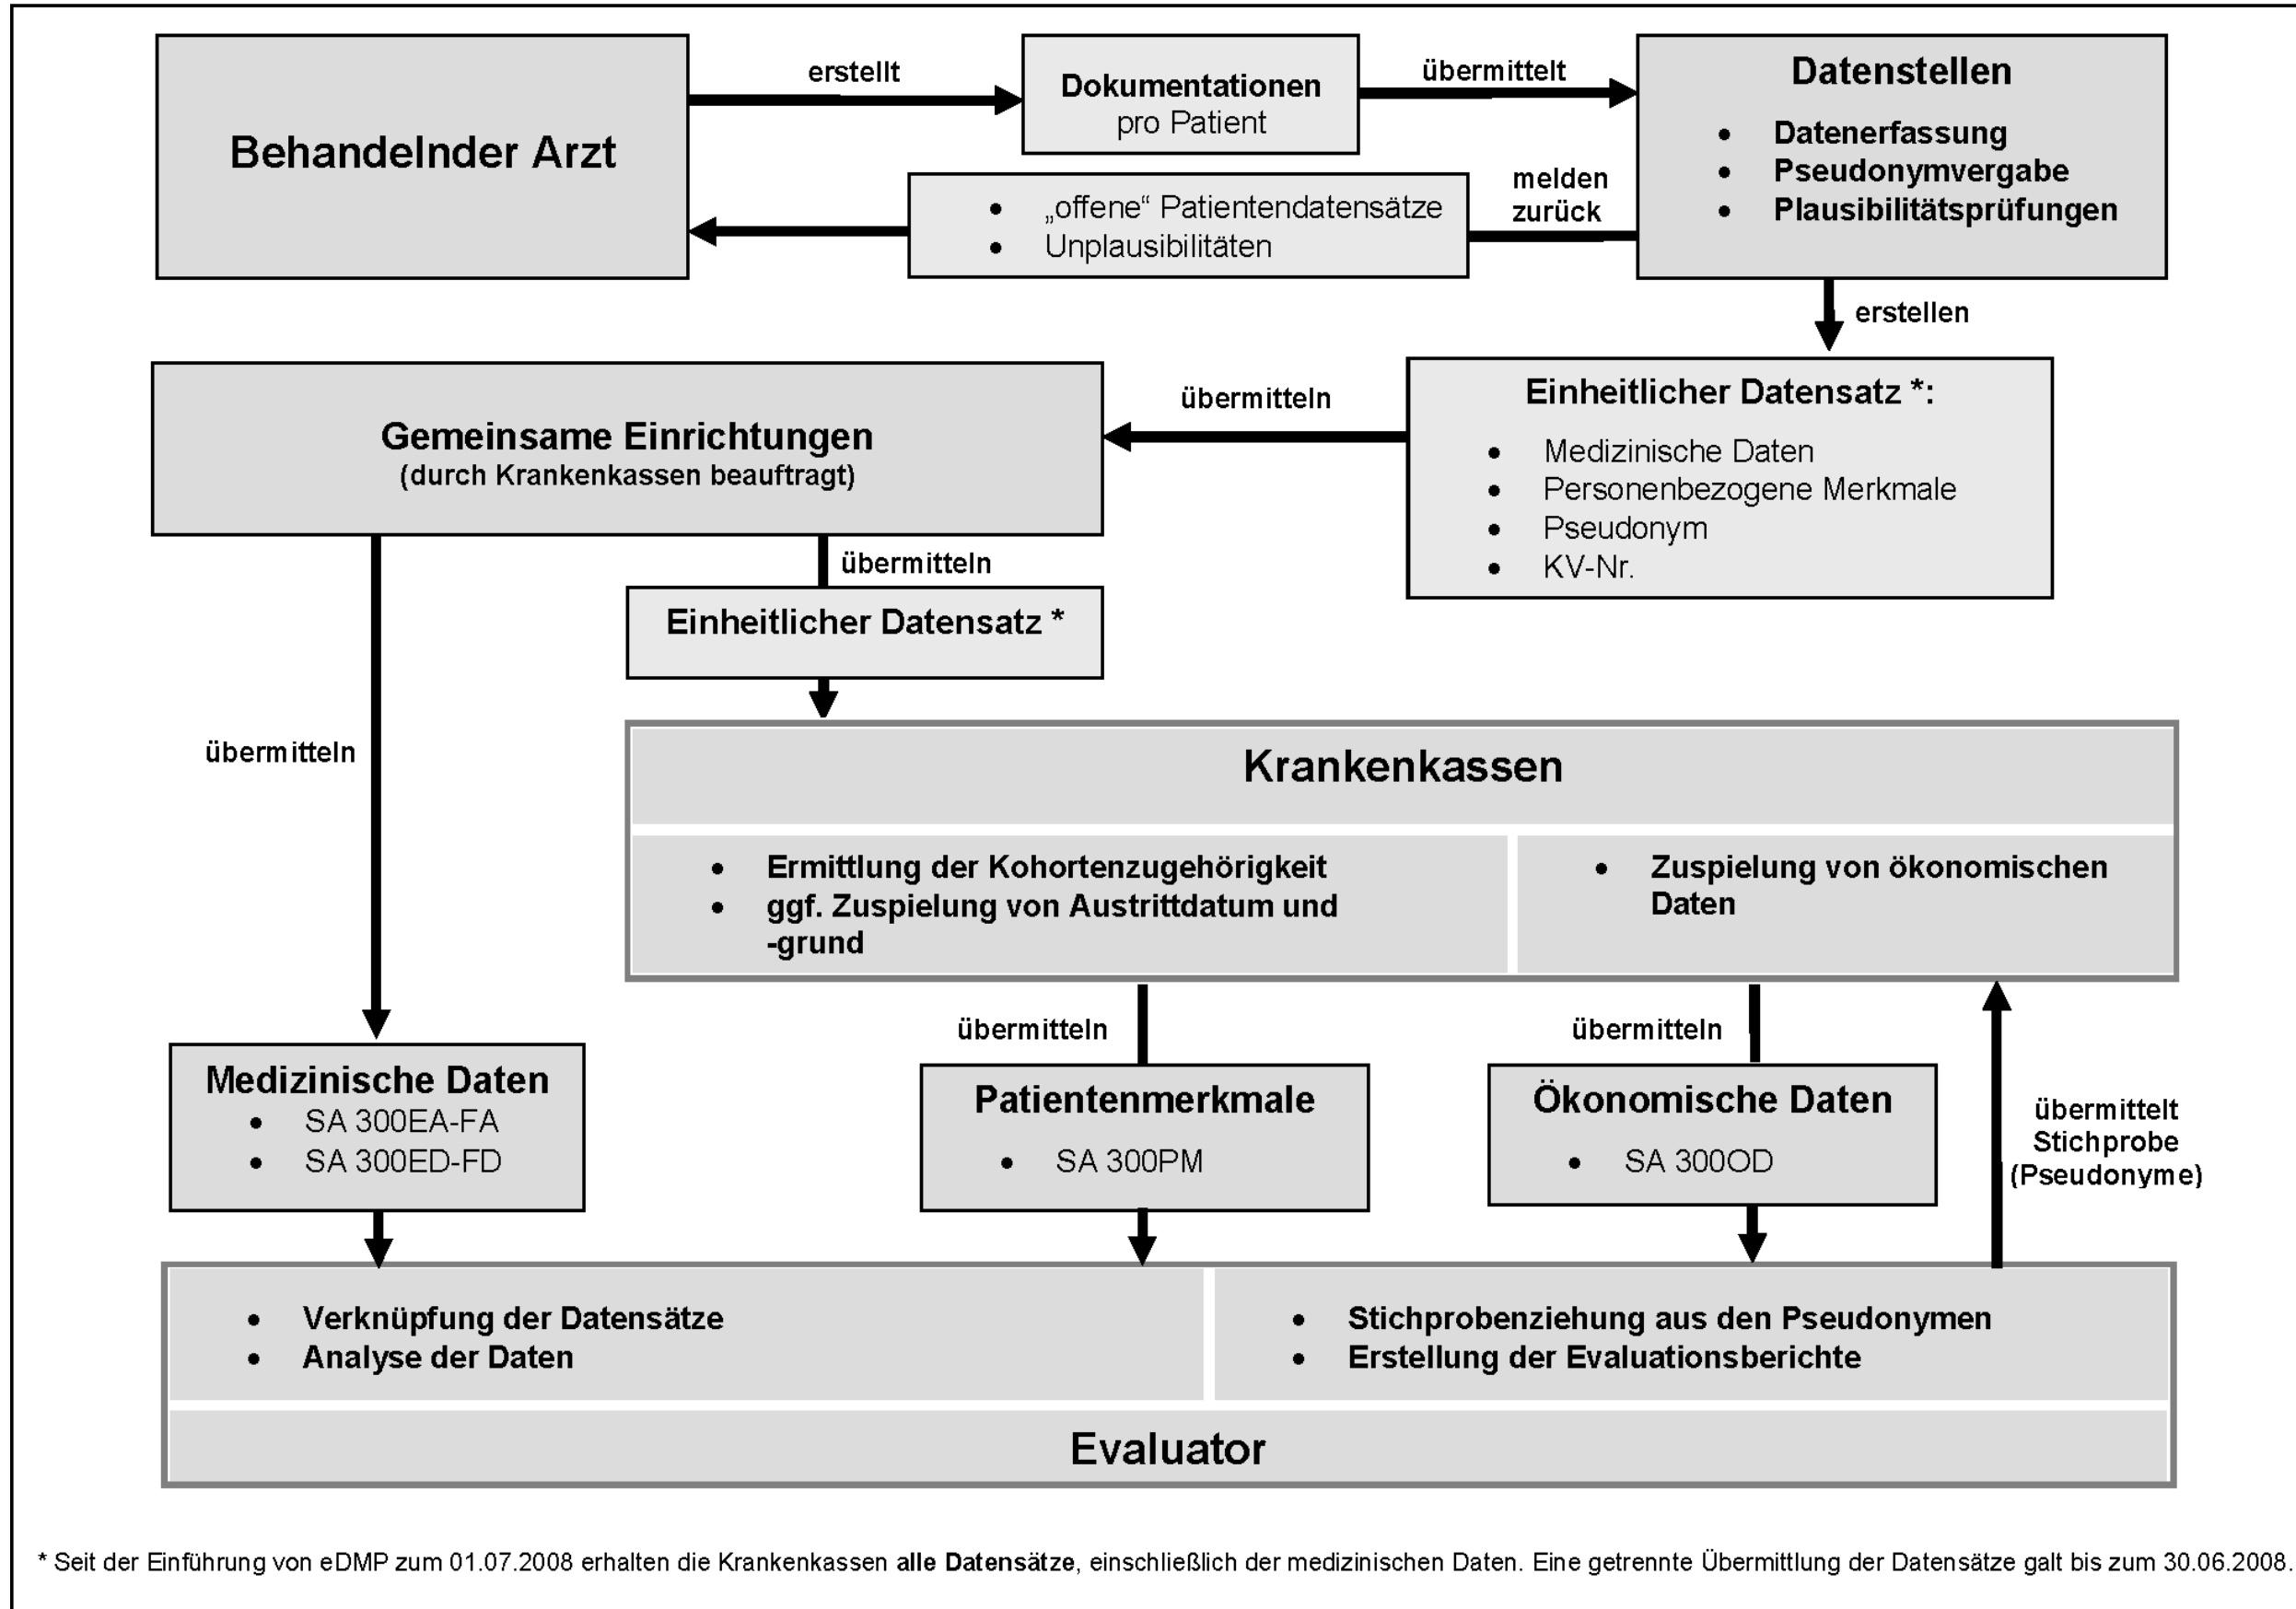 Behandelnder Arzt
erstellt
Dokumentationen
pro Patient
übermittelt
Datenstellen
• Datenerfassung
• Pseudonymvergabe
• Plausibilitätsprüfungen
melden
zurück
• „offene“ Patientendatensätze
• Unplausibilitäten
erstellen
Einheitlicher Datensatz *:
• Medizinische Daten
• Personenbezogene Merkmale
• Pseudonym
• KV-Nr.
übermitteln
Gemeinsame Einrichtungen
(durch Krankenkassen beauftragt)
übermitteln
Einheitlicher Datensatz *
übermitteln
Krankenkassen
• Ermittlung der Kohortenzugehörigkeit
• ggf. Zuspielung von Austrittdatum und
-grund
• Zuspielung von ökonomischen
Daten
übermitteln
übermitteln
Medizinische Daten
• SA 300EA-FA
• SA 300ED-FD
Patientenmerkmale
• SA 300PM
Ökonomische Daten
• SA 300OD
übermittelt
Stichprobe
(Pseudonyme)
• Verknüpfung der Datensätze
• Analyse der Daten
• Stichprobenziehung aus den Pseudonymen
• Erstellung der Evaluationsberichte
Evaluator
* Seit der Einführung von eDMP zum 01.07.2008 erhalten die Krankenkassen alle Datensätze, einschließlich der medizinischen Daten. Eine getrennte Übermittlung der Datensätze galt bis zum 30.06.2008.